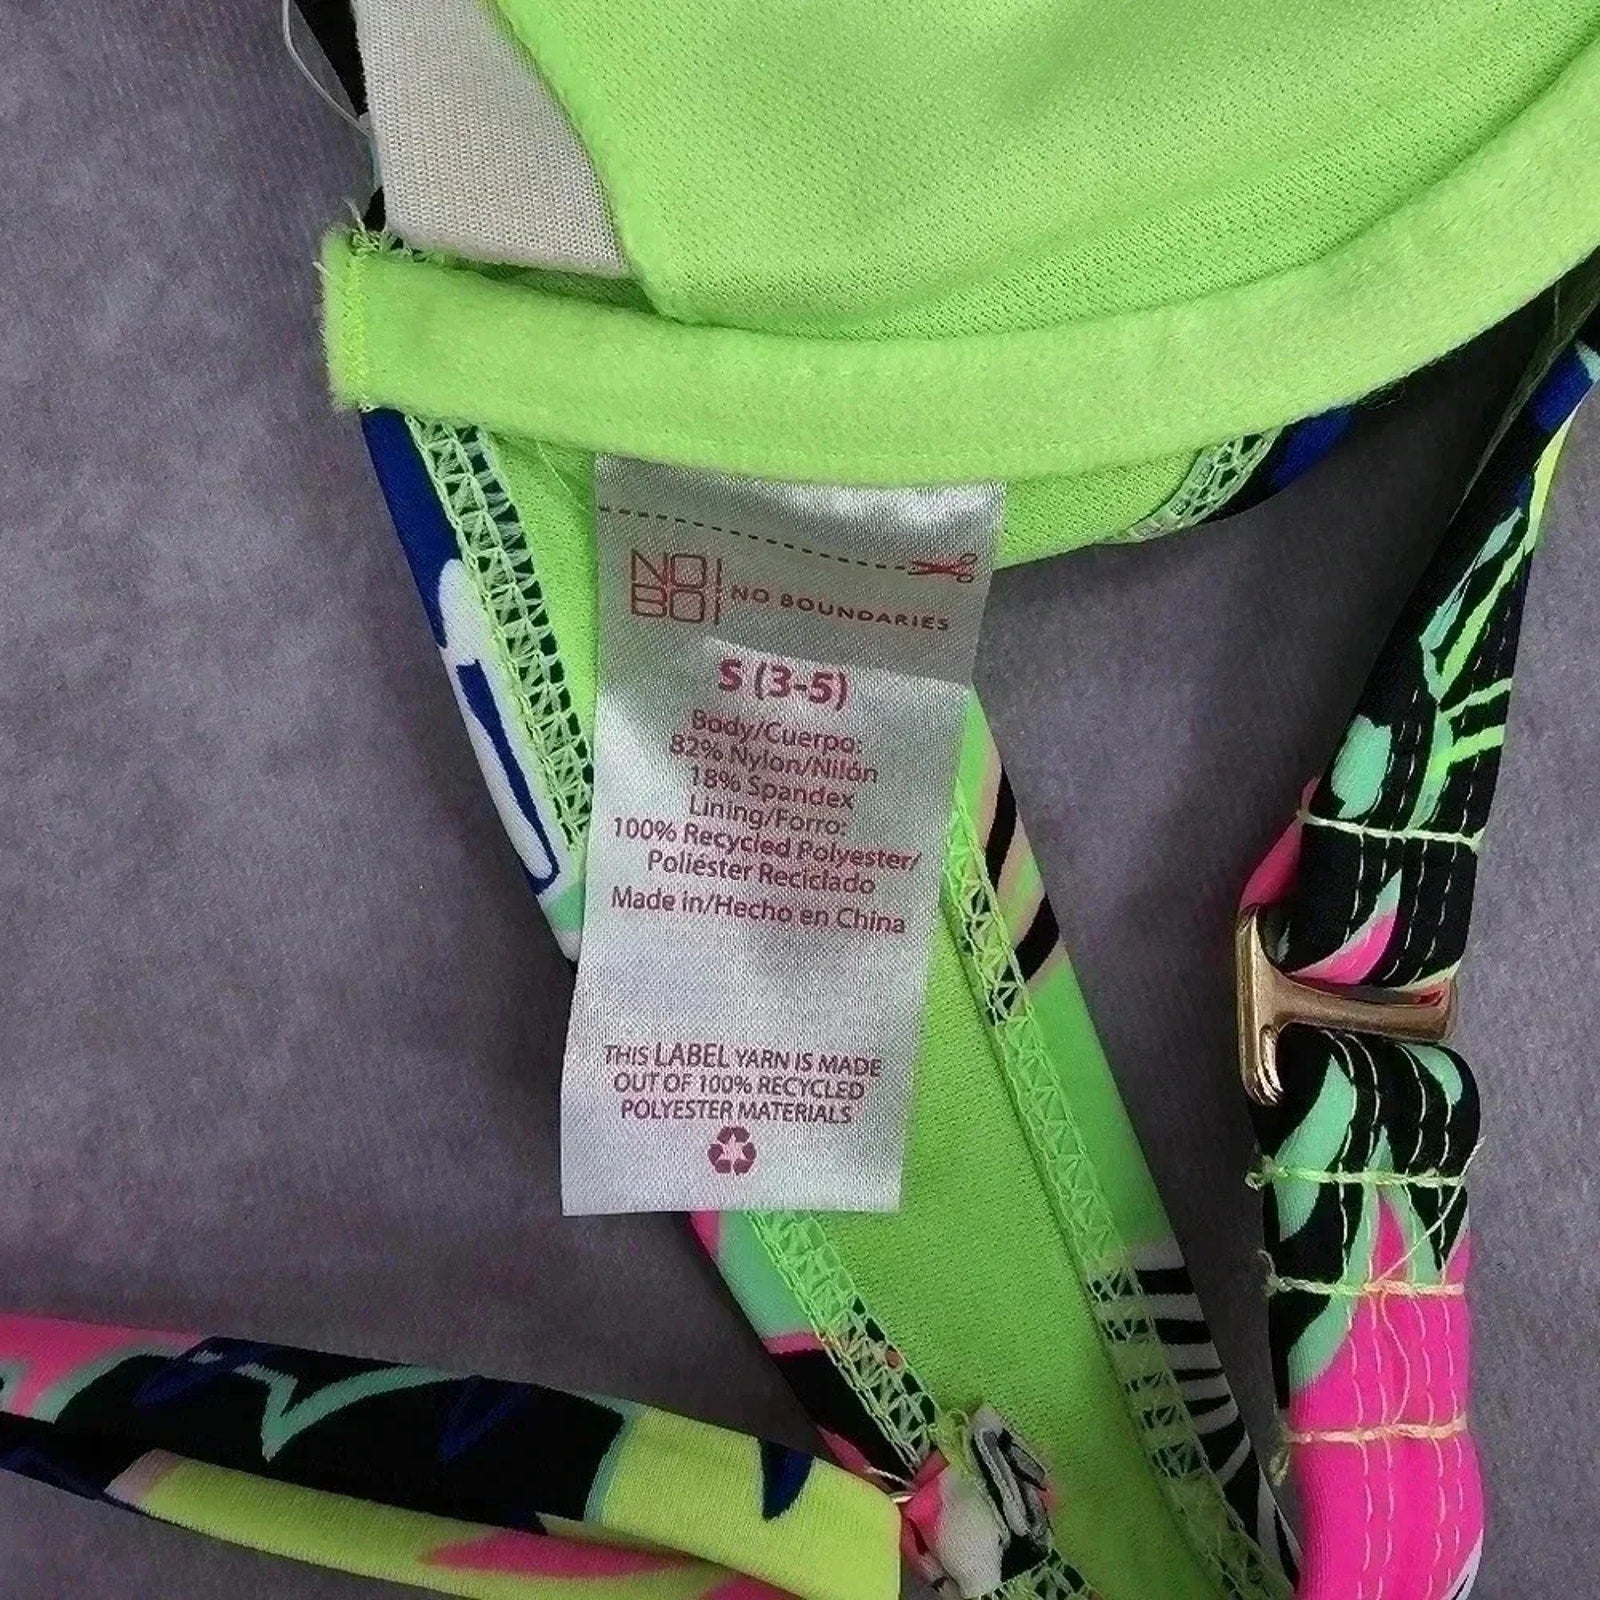 NO
BO
NO BOUNDARIES
S (3-5)
Body/Cuerpo:
82% Nylon/Nilón
18% Spandex
Lining/Forro:
100% Recycled Polyester/
Poliéster Reciclado
Made in/Hecho en China
THIS LABEL YARN IS MADE
OUT OF 100% RECYCLED
POLYESTER MATERIALS